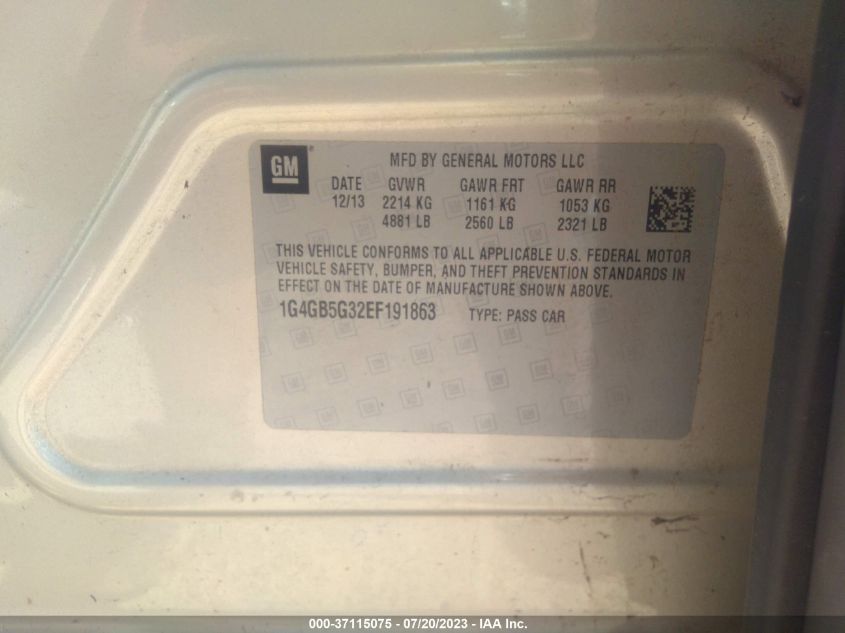 GM
MFD BY GENERAL MOTORS LLC
DATE GVWR GAWR FRT GAWR RR
12/13 2214 KG 1161 KG 1053 KG
4881 LB 2560 LB 2321 LB
THIS VEHICLE CONFORMS TO ALL APPLICABLE U.S. FEDERAL MOTOR
VEHICLE SAFETY, BUMPER, AND THEFT PREVENTION STANDARDS IN
EFFECT ON THE DATE OF MANUFACTURE SHOWN ABOVE.
1G4GB5G32EF191863 TYPE: PASS CAR
000-37115075 - 07/20/2023 - IAA Inc.